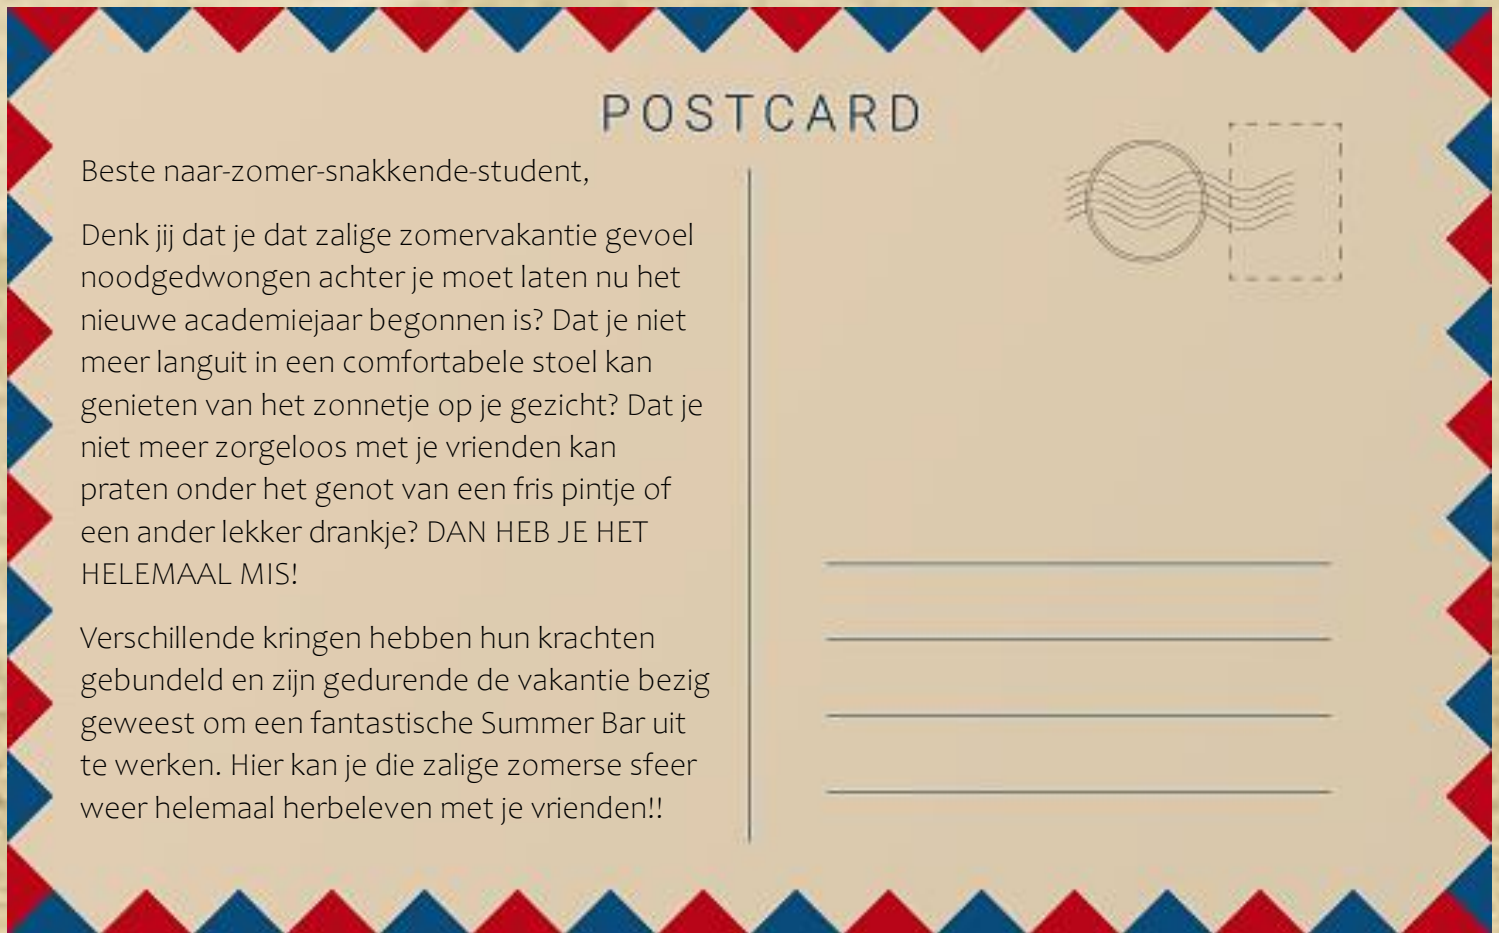 POSTCARD
Beste naar-zomer-snakkende-student,
Denk jij dat je dat zalige zomervakantie gevoel
noodgedwongen achter je moet laten nu het
nieuwe academiejaar begonnen is? Dat je niet
meer languit in een comfortabele stoel kan
genieten van het zonnetje op je gezicht? Dat je
niet meer zorgeloos met je vrienden kan
praten onder het genot van een fris pintje of
een ander lekker drankje? DAN HEB JE HET
HELEMAAL MIS!
Verschillende kringen hebben hun krachten
gebundeld en zijn gedurende de vakantie bezig
geweest om een fantastische Summer Bar uit
te werken. Hier kan je die zalige zomerse sfeer
weer helemaal herbeleven met je vrienden!!